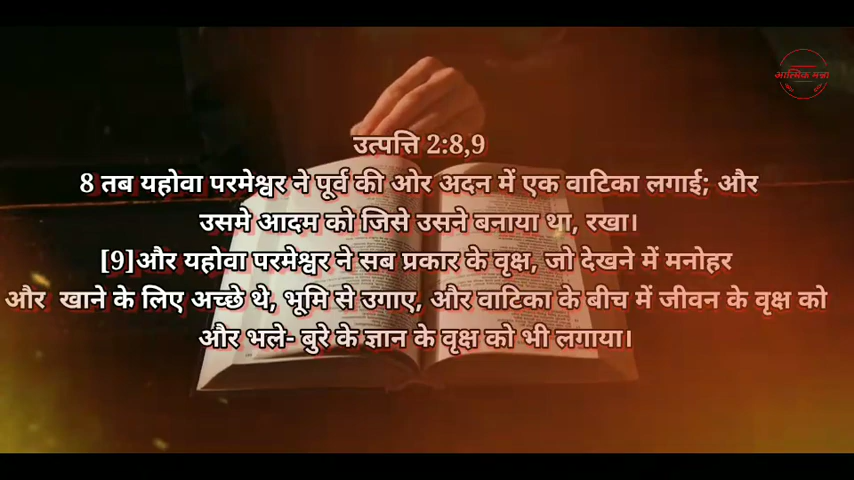 आत्मिक मन्ना
उत्पत्ति 2:8,9
8 तब यहोवा परमेश्वर ने पूर्व की ओर अदन में एक वाटिका लगाई; और
उसमे आदम को जिसे उसने बनाया था, रखा।
[9]और यहोवा परमेश्वर ने सब प्रकार के वृक्ष, जो देखने में मनोहर
और खाने के लिए अच्छे थे, भूमि से उगाए, और वाटिका के बीच में जीवन के वृक्ष को
और भले- बुरे के ज्ञान के वृक्ष को भी लगाया।